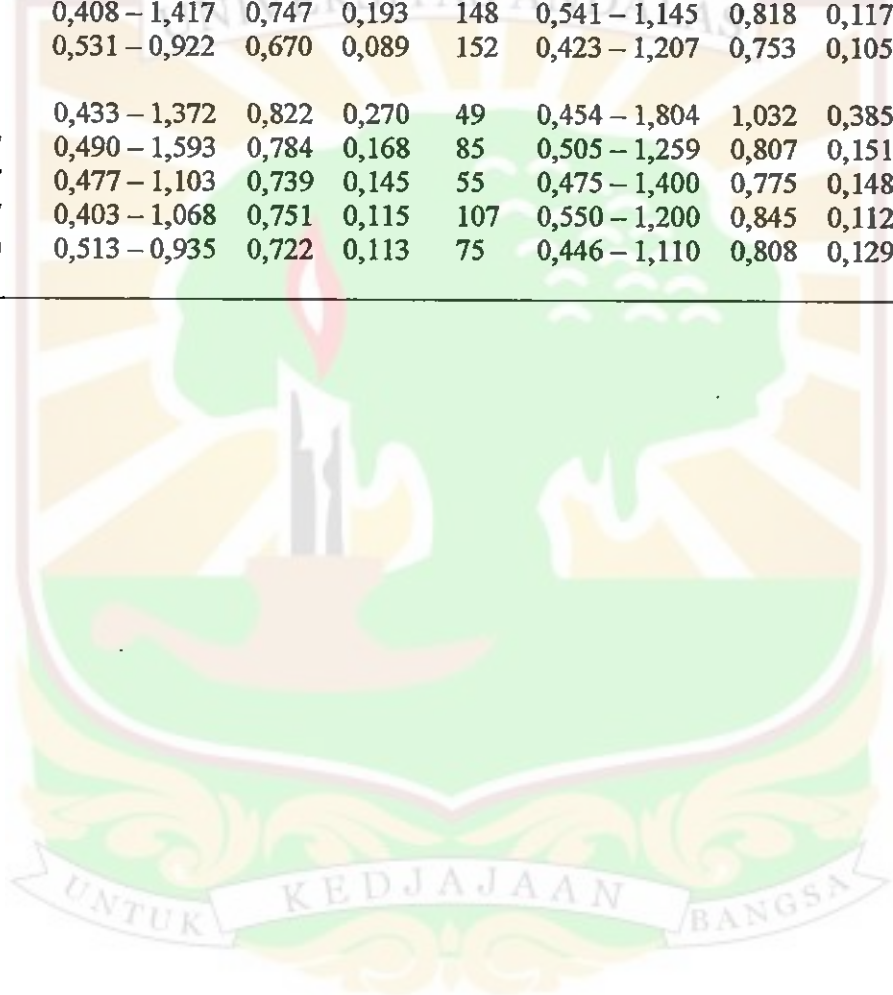 0,408 – 1,417 0,747 0,193 148 0,541 – 1,145 0,818 0,117
0,531 – 0,922 0,670 0,089 152 0,423 – 1,207 0,753 0,105
0,433 – 1,372 0,822 0,270 49 0,454 – 1,804 1,032 0,385
0,490 – 1,593 0,784 0,168 85 0,505 – 1,259 0,807 0,151
0,477 – 1,103 0,739 0,145 55 0,475 – 1,400 0,775 0,148
0,403 – 1,068 0,751 0,115 107 0,550 – 1,200 0,845 0,112
0,513 – 0,935 0,722 0,113 75 0,446 – 1,110 0,808 0,129
UNTUK KEDJAJAAN BANGSA